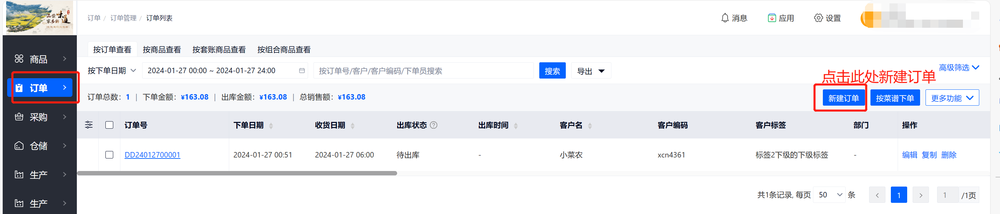 品尝味道
家乡的
订单 / 订单管理 / 订单列表
消息
应用
设置
按订单查看 按商品查看 按套账商品查看 按组合商品查看
按下单日期 2024-01-27 00:00 ~ 2024-01-27 24:00 按订单号/客户/客户编码/下单员搜索 搜索 导出
高级筛选
点击此处新建订单
订单总数: 1 | 下单金额: ¥163.08 | 出库金额: ¥163.08 | 总销售额: ¥163.08
新建订单 按菜谱下单 更多功能
商品
订单
采购
仓储
生产
生产
订单号 下单日期 收货日期 出库状态 ? 出库时间 客户名 客户编码 客户标签 部门 操作
DD24012700001 2024-01-27 00:51 2024-01-27 06:00 待出库 - 小菜农 xcn4361 标签2下级的下级标签 - 编辑 复制 删除
共1条记录, 每页 50 条 < 1 > 1 /1页